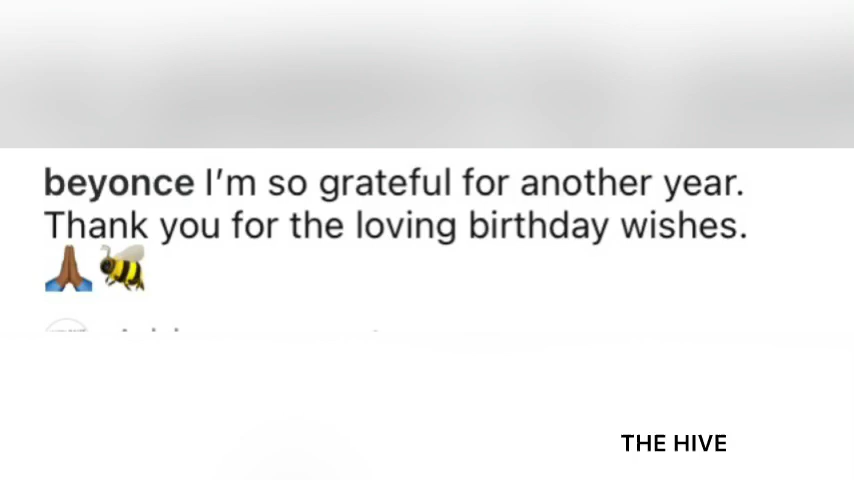 beyonce I'm so grateful for another year.
Thank you for the loving birthday wishes.
🙏🏾🐝
THE HIVE